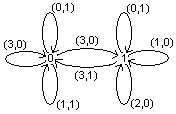 (0,1) (0,1)
(3,0) (3,0) (1,0)
0 1
(3,1)
(1,1) (2,0)